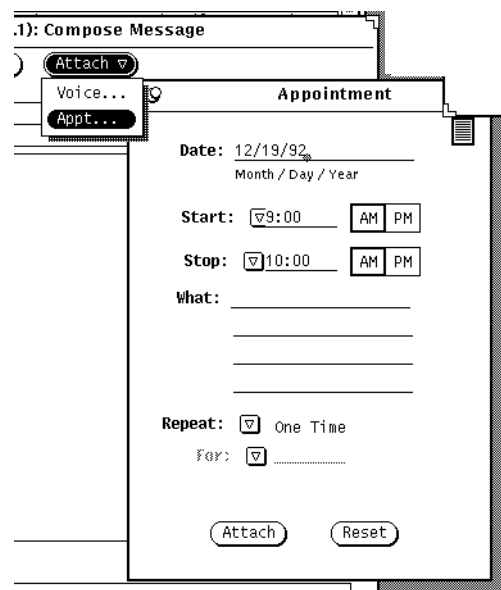 .1): Compose Message
Attach
Voice...
Appt...
Appointment
Date: 12/19/92
Month / Day / Year
Start: 9:00 AM PM
Stop: 10:00 AM PM
What:
Repeat: One Time
For:
Attach Reset